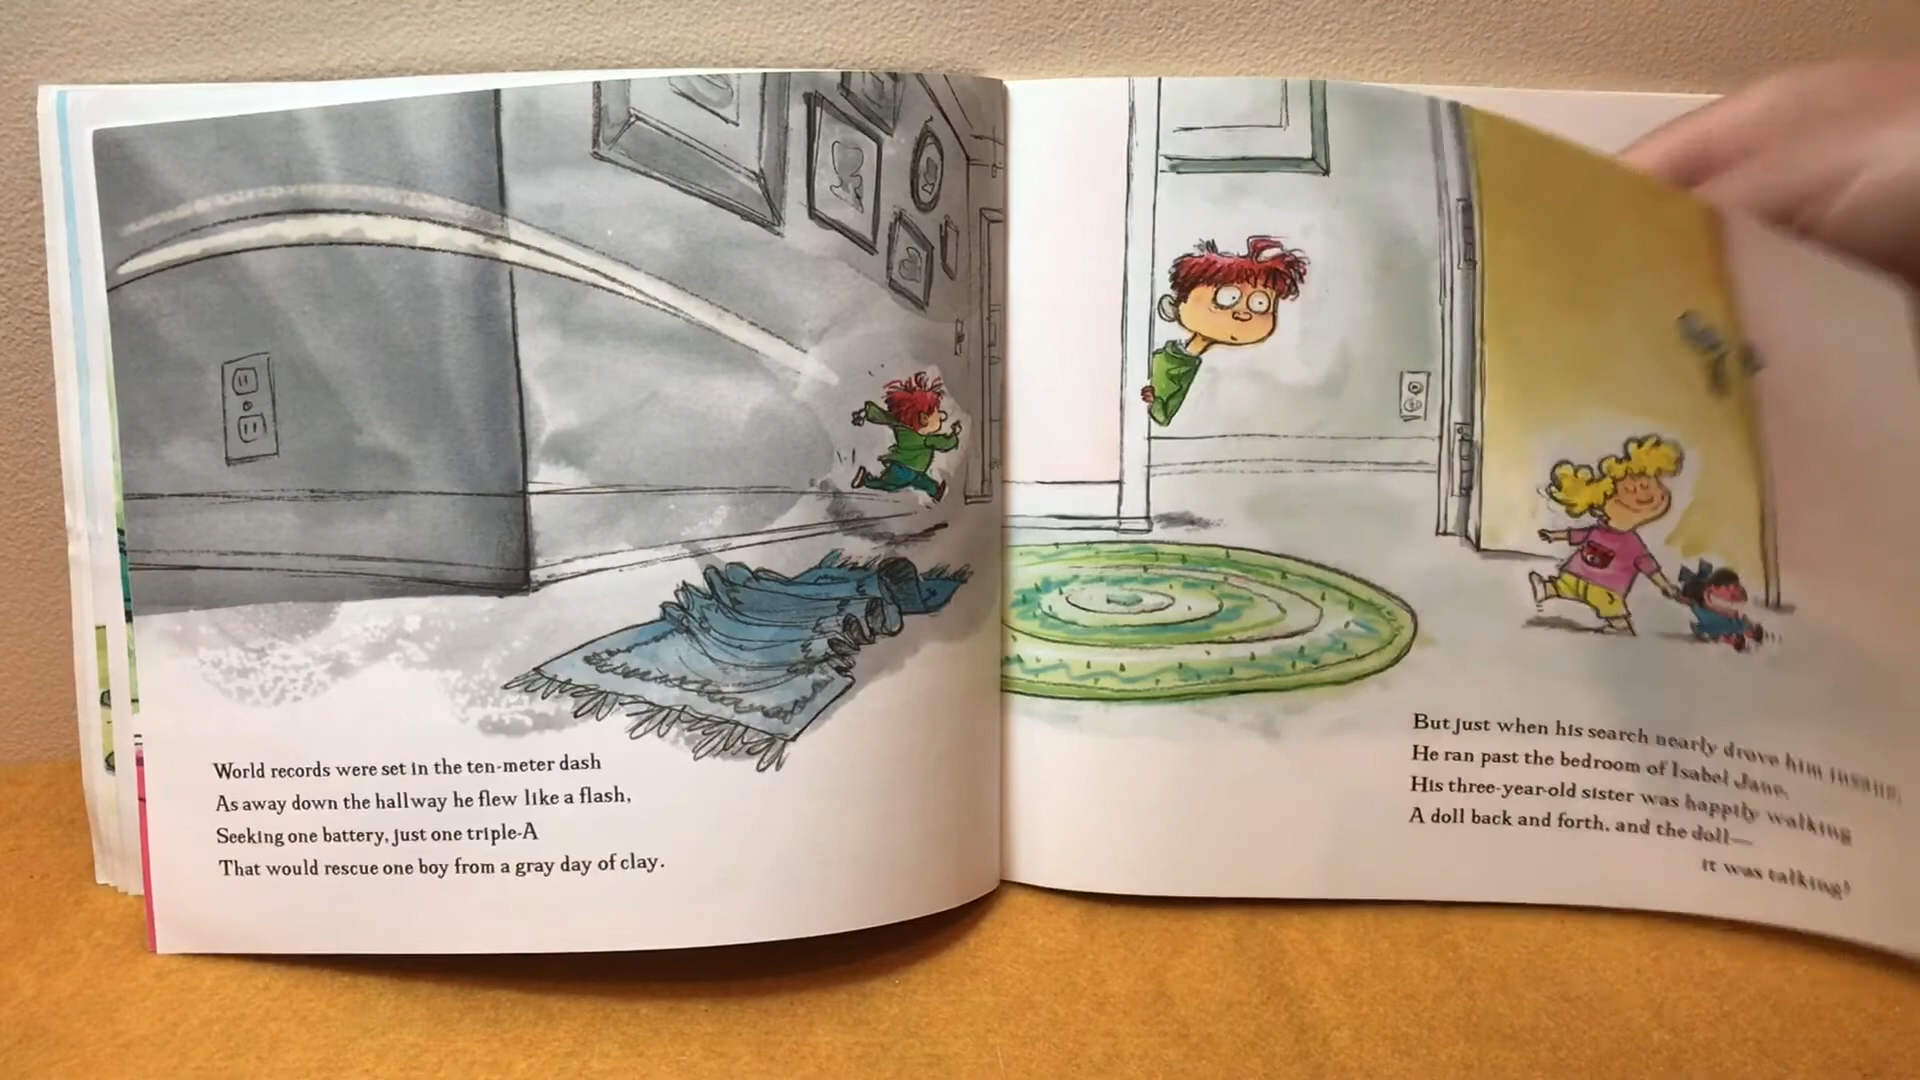 World records were set in the ten-meter dash
As away down the hallway he flew like a flash,
Seeking one battery, just one triple-A
That would rescue one boy from a gray day of clay.
But just when his search nearly drove him insane,
He ran past the bedroom of Isabel Jane.
His three-year-old sister was happily walking
A doll back and forth, and the doll—
it was talking!